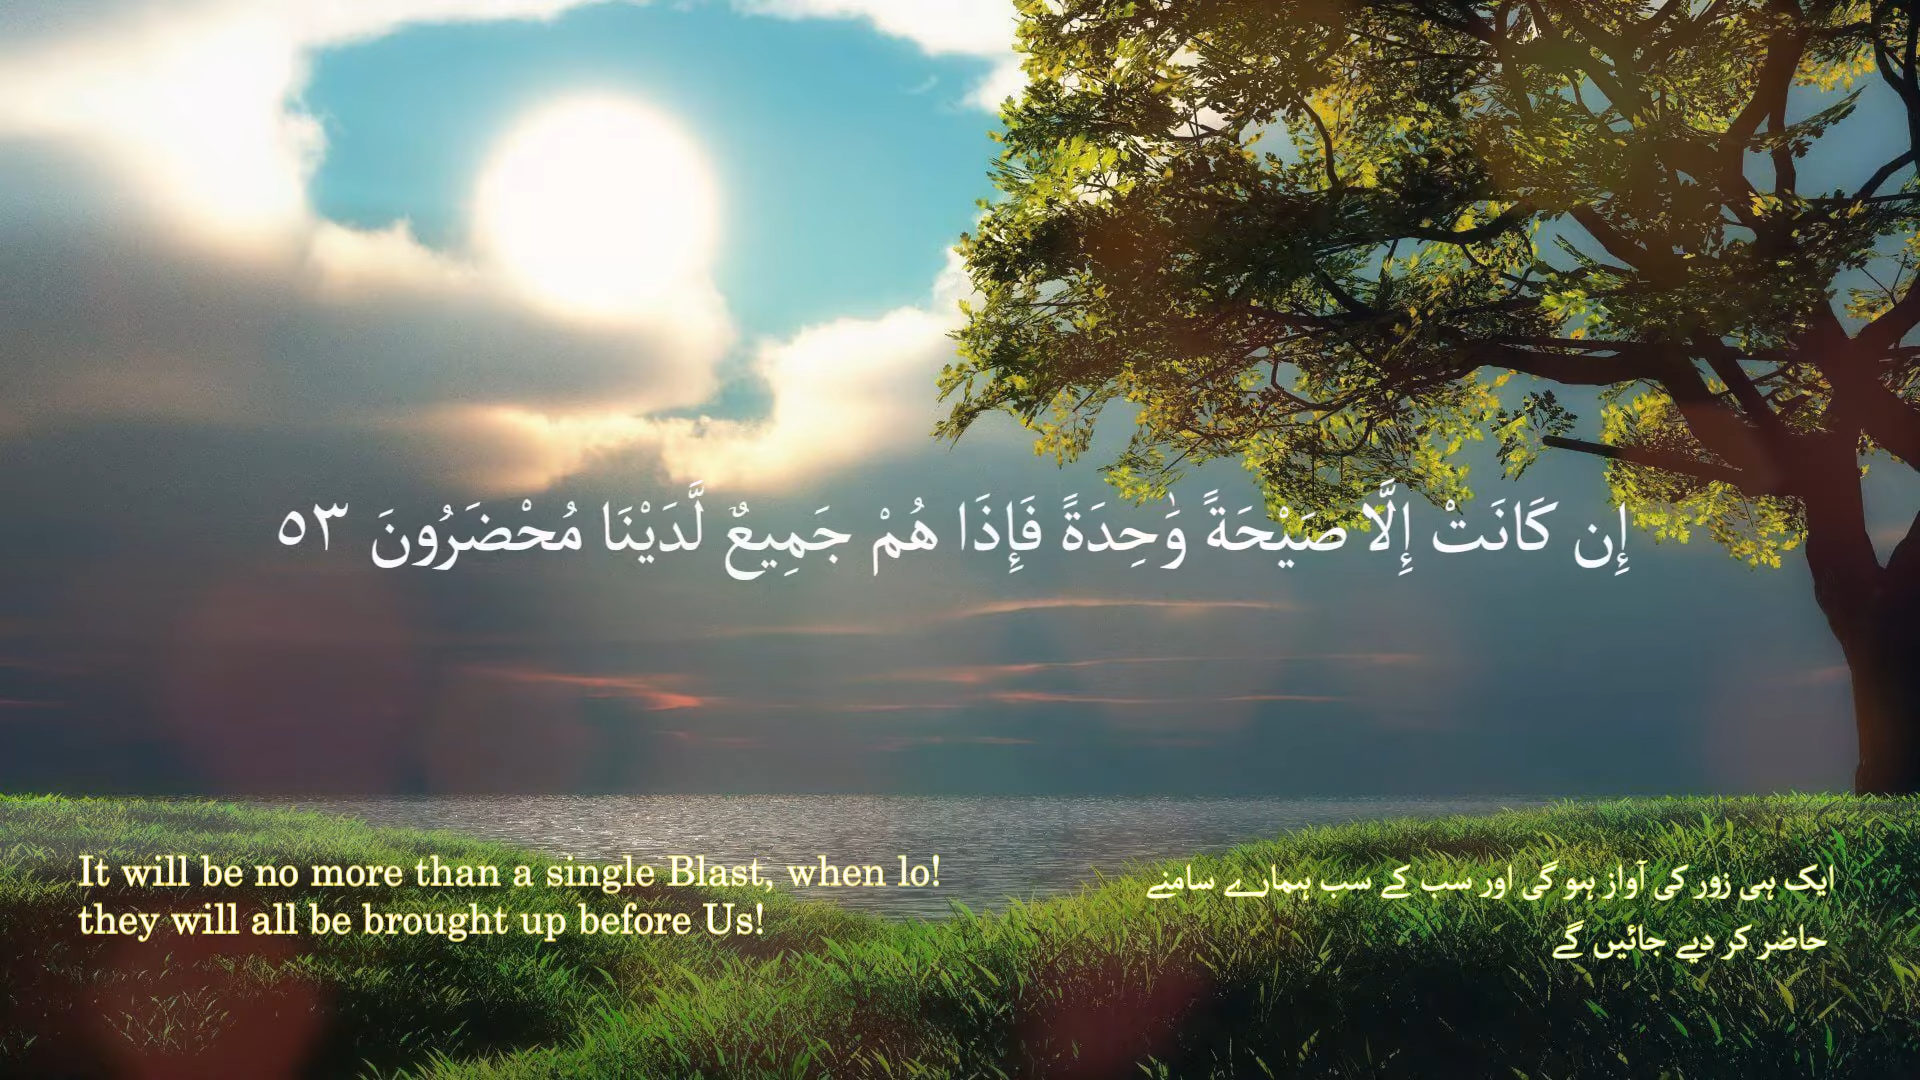 إِن كَانَتْ إِلَّا صَيْحَةً وَٰحِدَةً فَإِذَا هُمْ جَمِيعٌ لَّدَيْنَا مُحْضَرُونَ ٥٣
It will be no more than a single Blast, when lo!
they will all be brought up before Us!
ایک ہی زور کی آواز ہو گی اور سب کے سب ہمارے سامنے
حاضر کر دیے جائیں گے